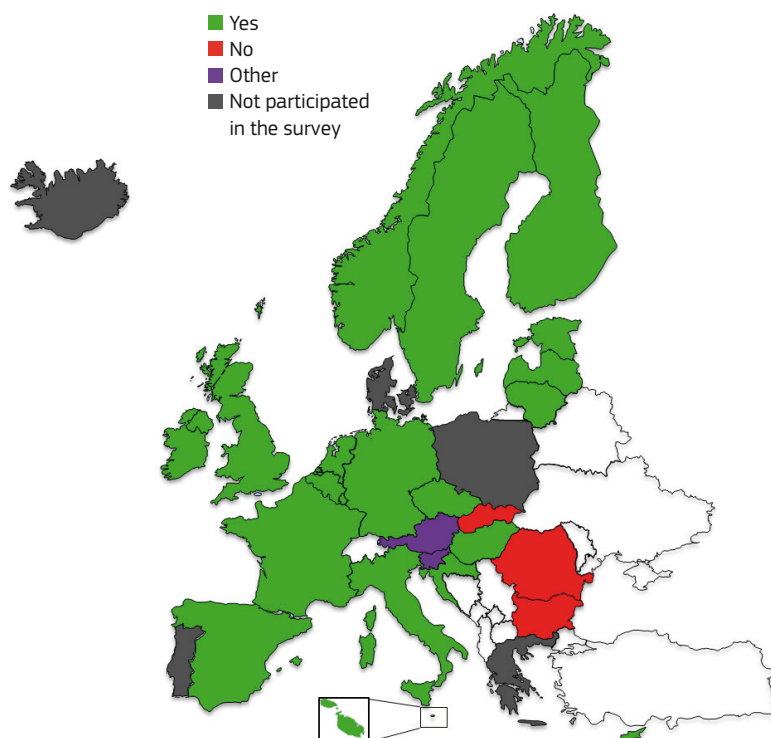 Yes
No
Other
Not participated
in the survey